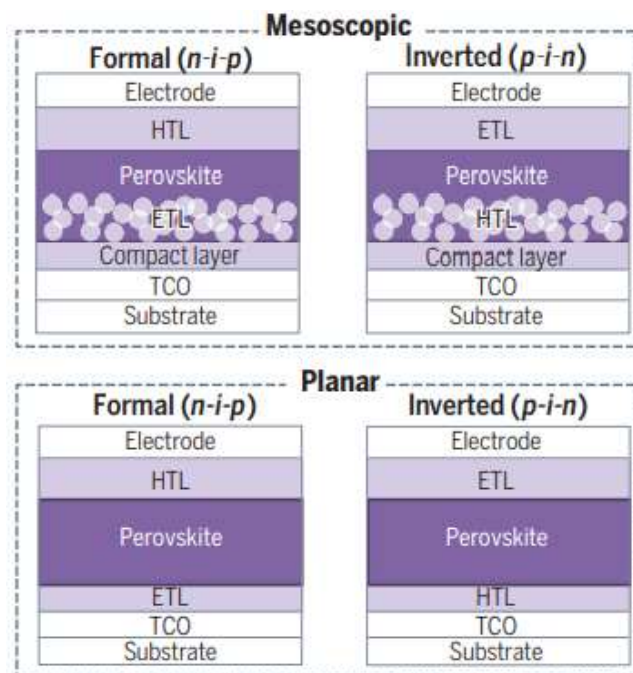 Mesoscopic
Formal (n-i-p)
Electrode
HTL
Perovskite
ETL
Compact layer
TCO
Substrate
Inverted (p-i-n)
Electrode
ETL
Perovskite
HTL
Compact layer
TCO
Substrate
Planar
Formal (n-i-p)
Electrode
HTL
Perovskite
ETL
TCO
Substrate
Inverted (p-i-n)
Electrode
ETL
Perovskite
HTL
TCO
Substrate